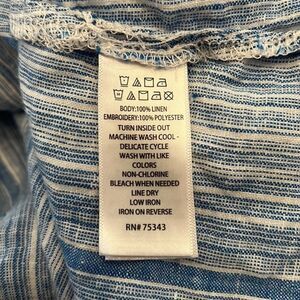 BODY:100% LINEN
EMBROIDERY:100% POLYESTER
TURN INSIDE OUT
MACHINE WASH COOL -
DELICATE CYCLE
WASH WITH LIKE
COLORS
NON-CHLORINE
BLEACH WHEN NEEDED
LINE DRY
LOW IRON
IRON ON REVERSE
RN# 75343